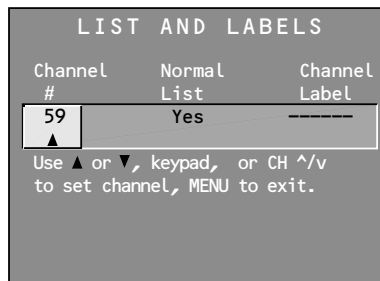 LIST AND LABELS
Channel Normal Channel
# List Label
59 Yes ------
▲
Use ▲ or ▼, keypad, or CH ^/v
to set channel, MENU to exit.